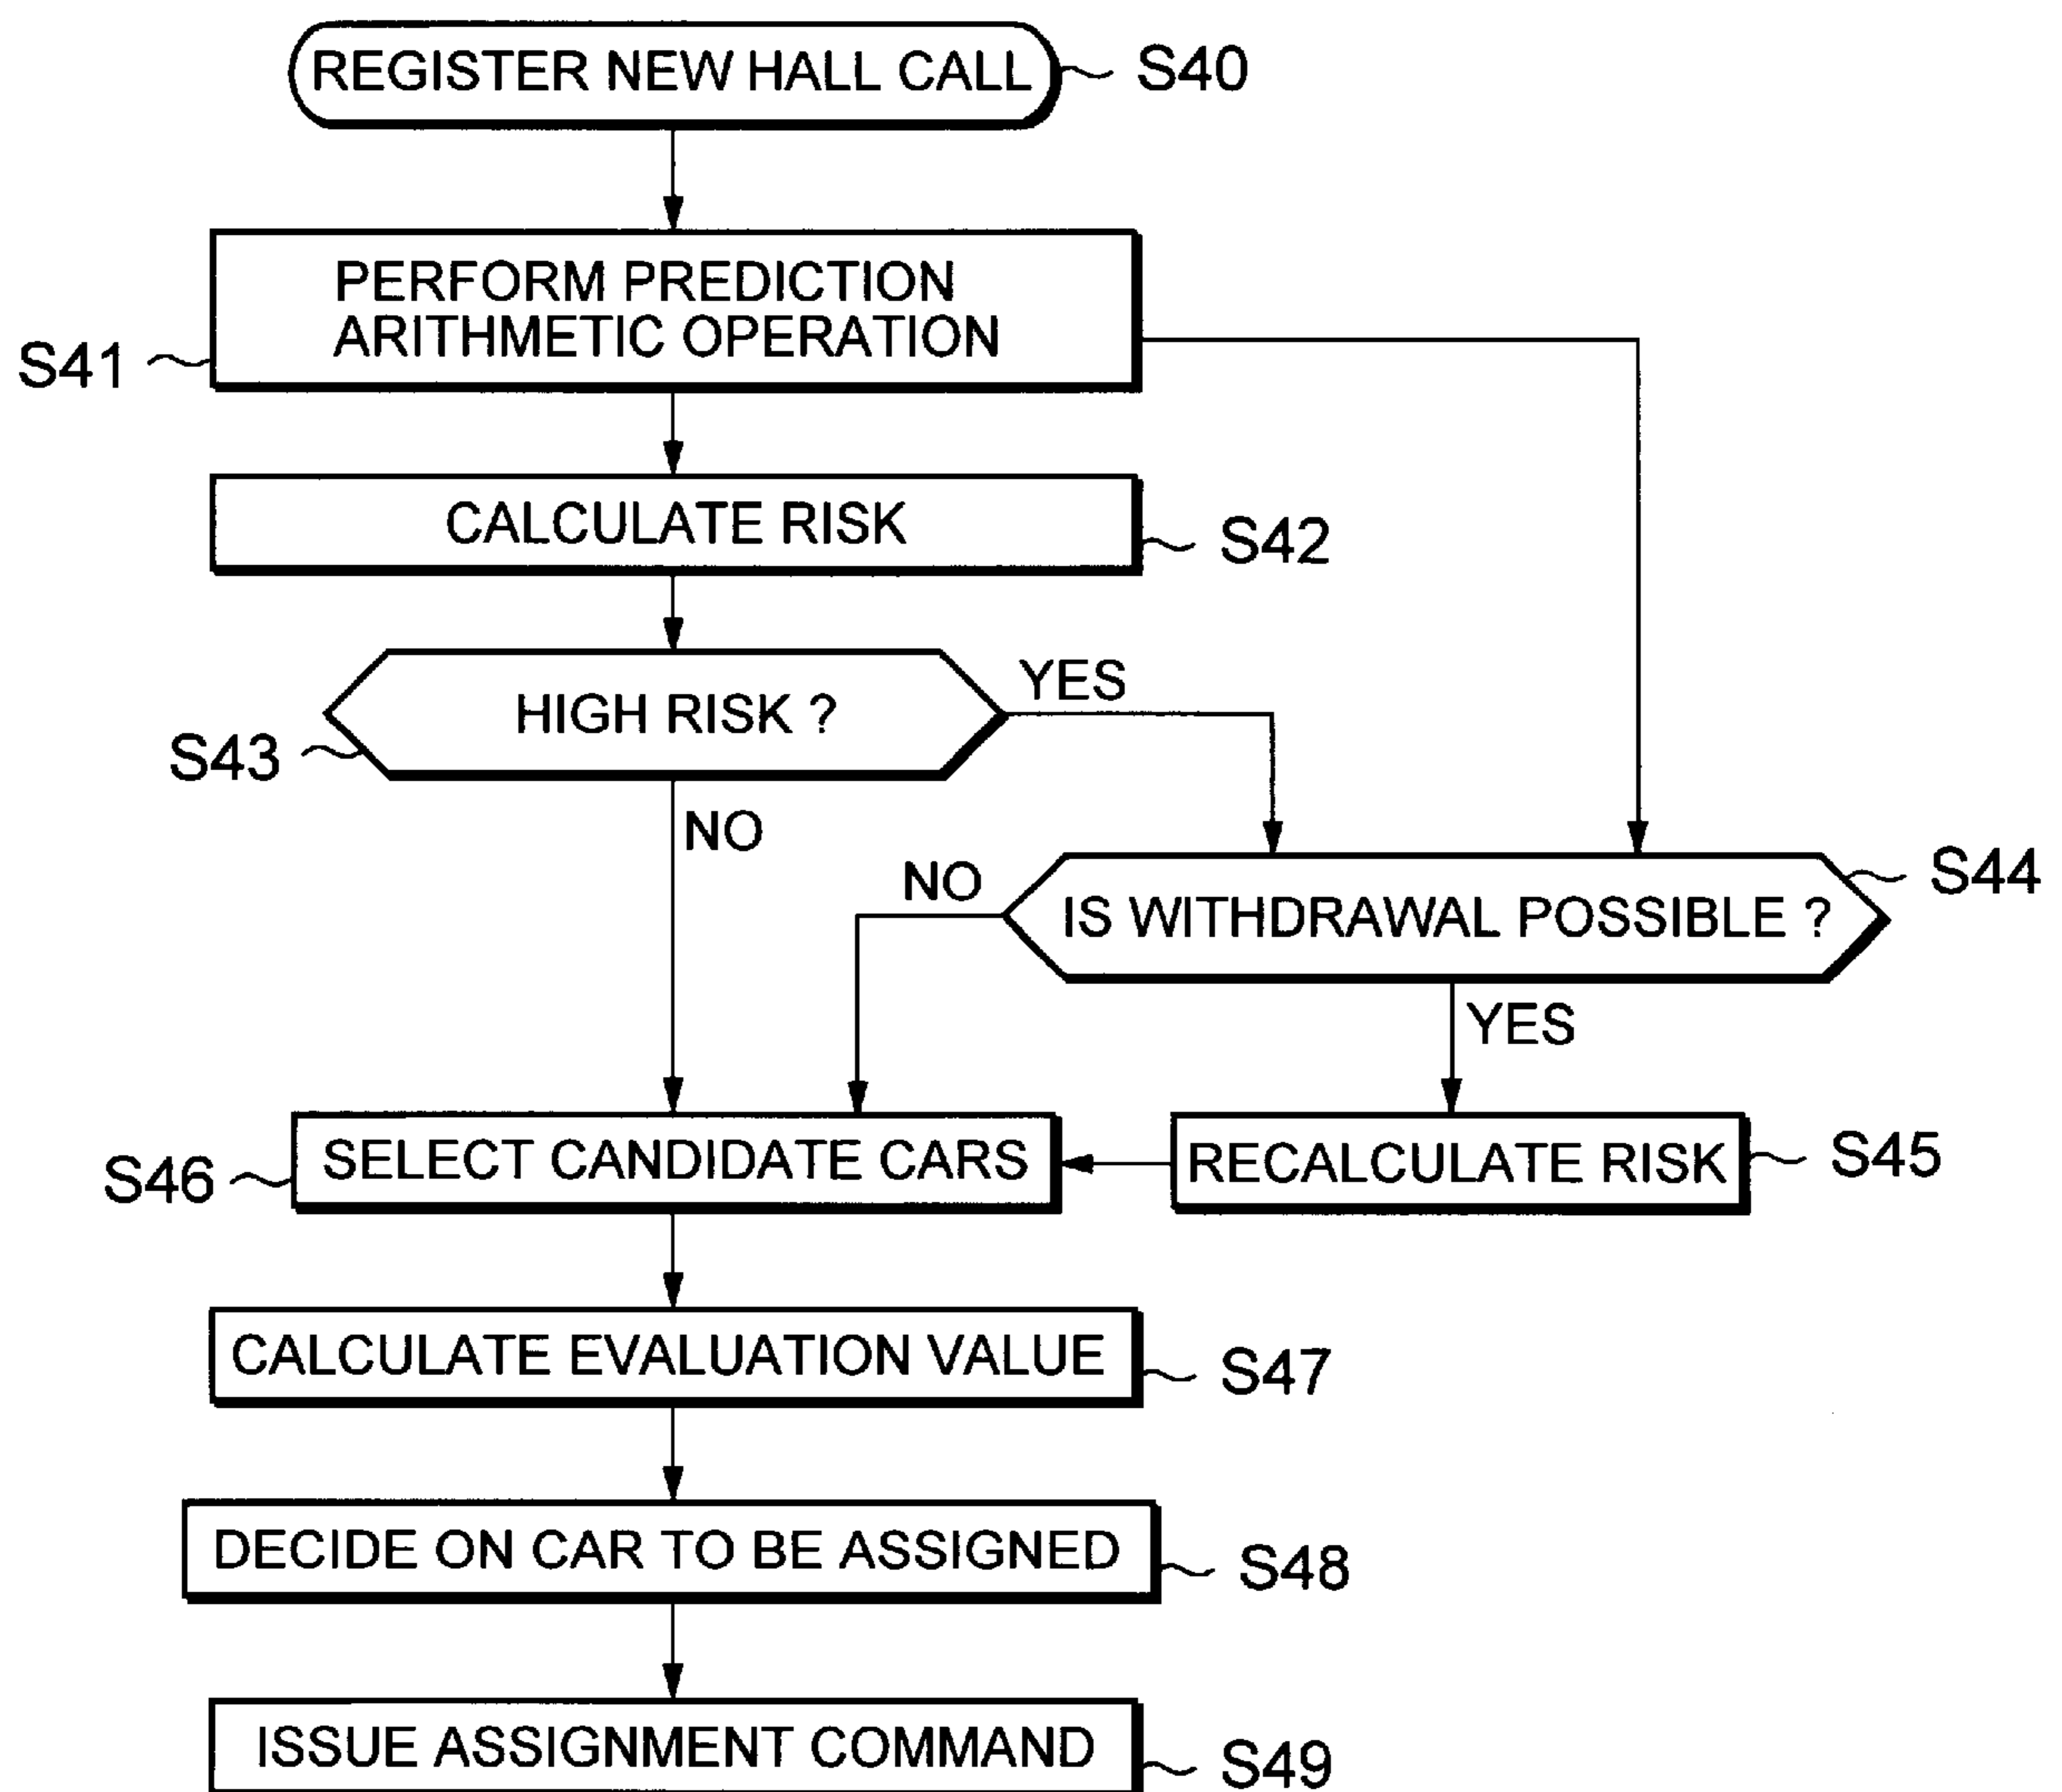 REGISTER NEW HALL CALL
S40
PERFORM PREDICTION
ARITHMETIC OPERATION
S41
CALCULATE RISK
S42
HIGH RISK ?
YES
S43
NO
NO
S44
IS WITHDRAWAL POSSIBLE ?
YES
SELECT CANDIDATE CARS
S46
RECALCULATE RISK
S45
CALCULATE EVALUATION VALUE
S47
DECIDE ON CAR TO BE ASSIGNED
S48
ISSUE ASSIGNMENT COMMAND
S49